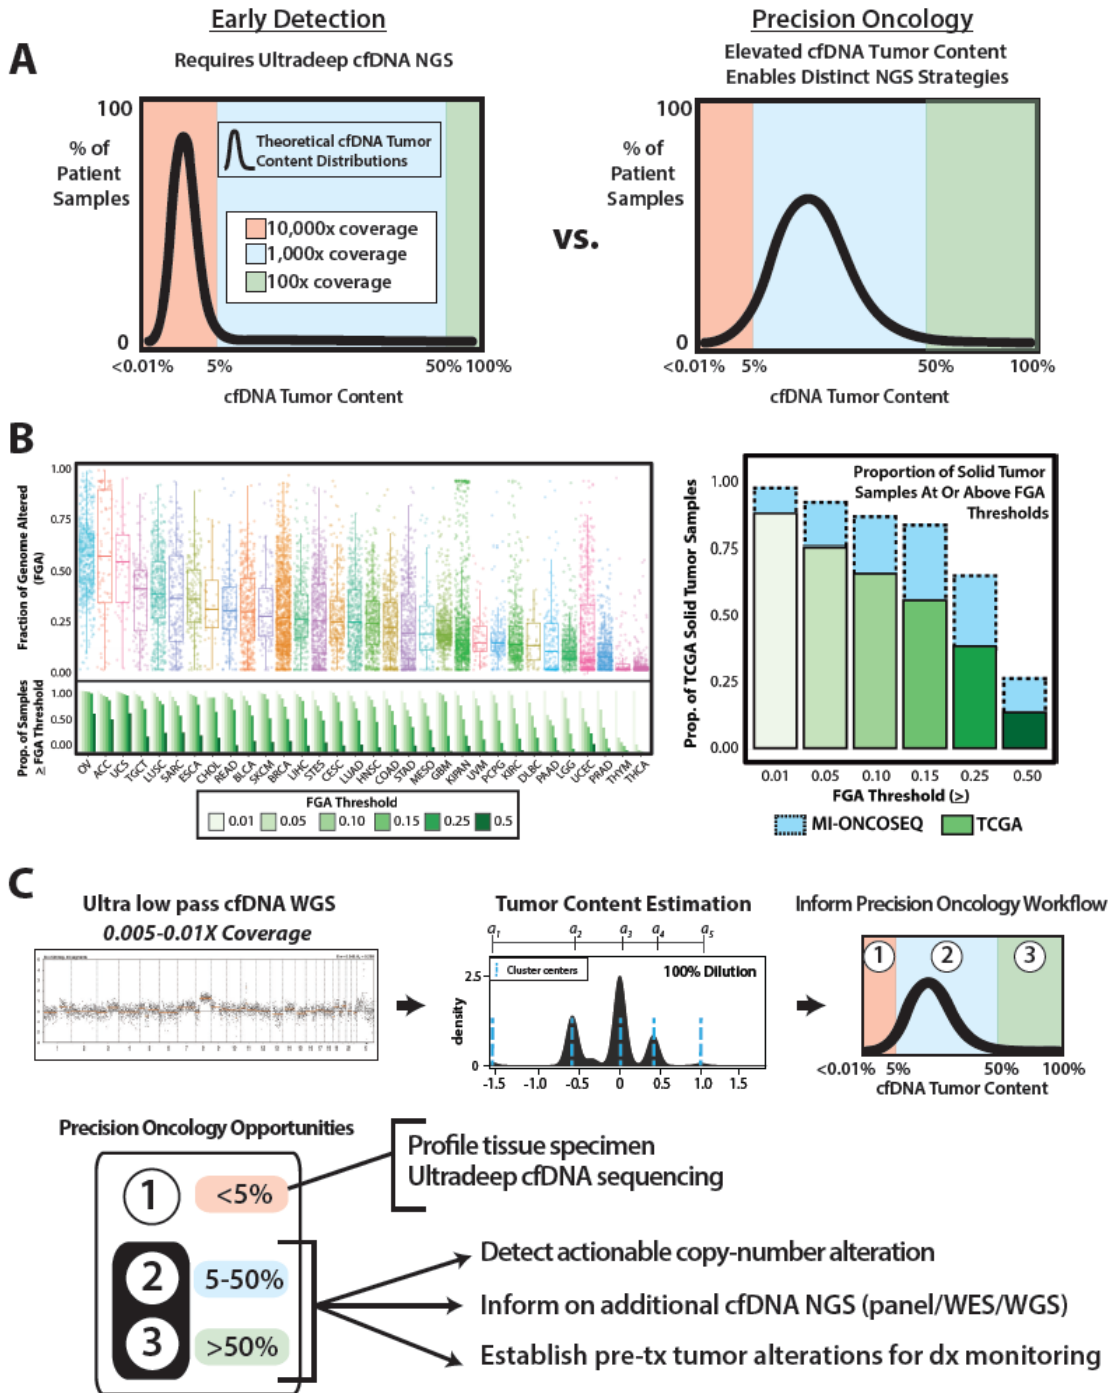 Early Detection
Precision Oncology
A
Requires Ultradeep cfDNA NGS
Elevated cfDNA Tumor Content
Enables Distinct NGS Strategies
100
% of
Patient
Samples
0
Theoretical cfDNA Tumor
Content Distributions
10,000x coverage
1,000x coverage
100x coverage
<0.01%
5%
50%
100%
cfDNA Tumor Content
vs.
100
% of
Patient
Samples
0
<0.01%
5%
50%
100%
cfDNA Tumor Content
B
Fraction of Genome Altered
(FGA)
1.00
0.75
0.50
0.25
0.00
Prop. of Samples
≥ FGA Threshold
1.00
0.50
0.00
OV
ACC
UCS
TGCT
LUSC
SARC
ESCA
CHOL
READ
BLCA
SKCM
BRCA
LIHC
STES
CESC
LUAD
HNSC
COAD
STAD
MESO
GBM
KIPAN
UVM
PCPG
KIRC
DLBC
PAAD
LGG
UCEC
PRAD
THYM
THCA
FGA Threshold
0.01
0.05
0.10
0.15
0.25
0.5
Proportion of Solid Tumor
Samples At Or Above FGA
Thresholds
Prop. of TCGA Solid Tumor Samples
1.00
0.75
0.50
0.25
0.00
0.01
0.05
0.10
0.15
0.25
0.50
FGA Threshold (≥)
MI-ONCOSEQ
TCGA
C
Ultra low pass cfDNA WGS
0.005-0.01X Coverage
Tumor Content Estimation
a1
a2
a3
a4
a5
Cluster centers
100% Dilution
density
2.5
0
-1.5
-1.0
-0.5
0
0.5
1.0
1.5
Inform Precision Oncology Workflow
1
2
3
<0.01%
5%
50%
100%
cfDNA Tumor Content
Precision Oncology Opportunities
1
<5%
2
5-50%
3
>50%
Profile tissue specimen
Ultradeep cfDNA sequencing
Detect actionable copy-number alteration
Inform on additional cfDNA NGS (panel/WES/WGS)
Establish pre-tx tumor alterations for dx monitoring